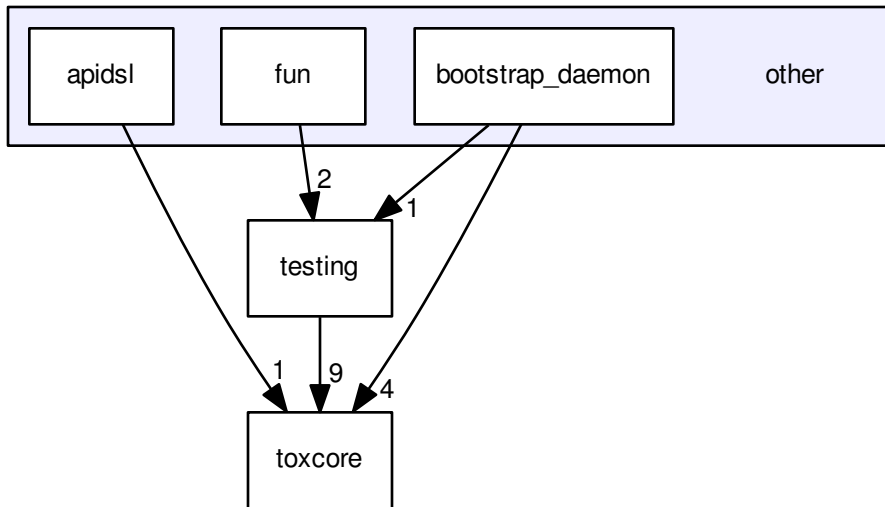 apidsl
fun
bootstrap_daemon
other
2
1
testing
1
9
4
toxcore